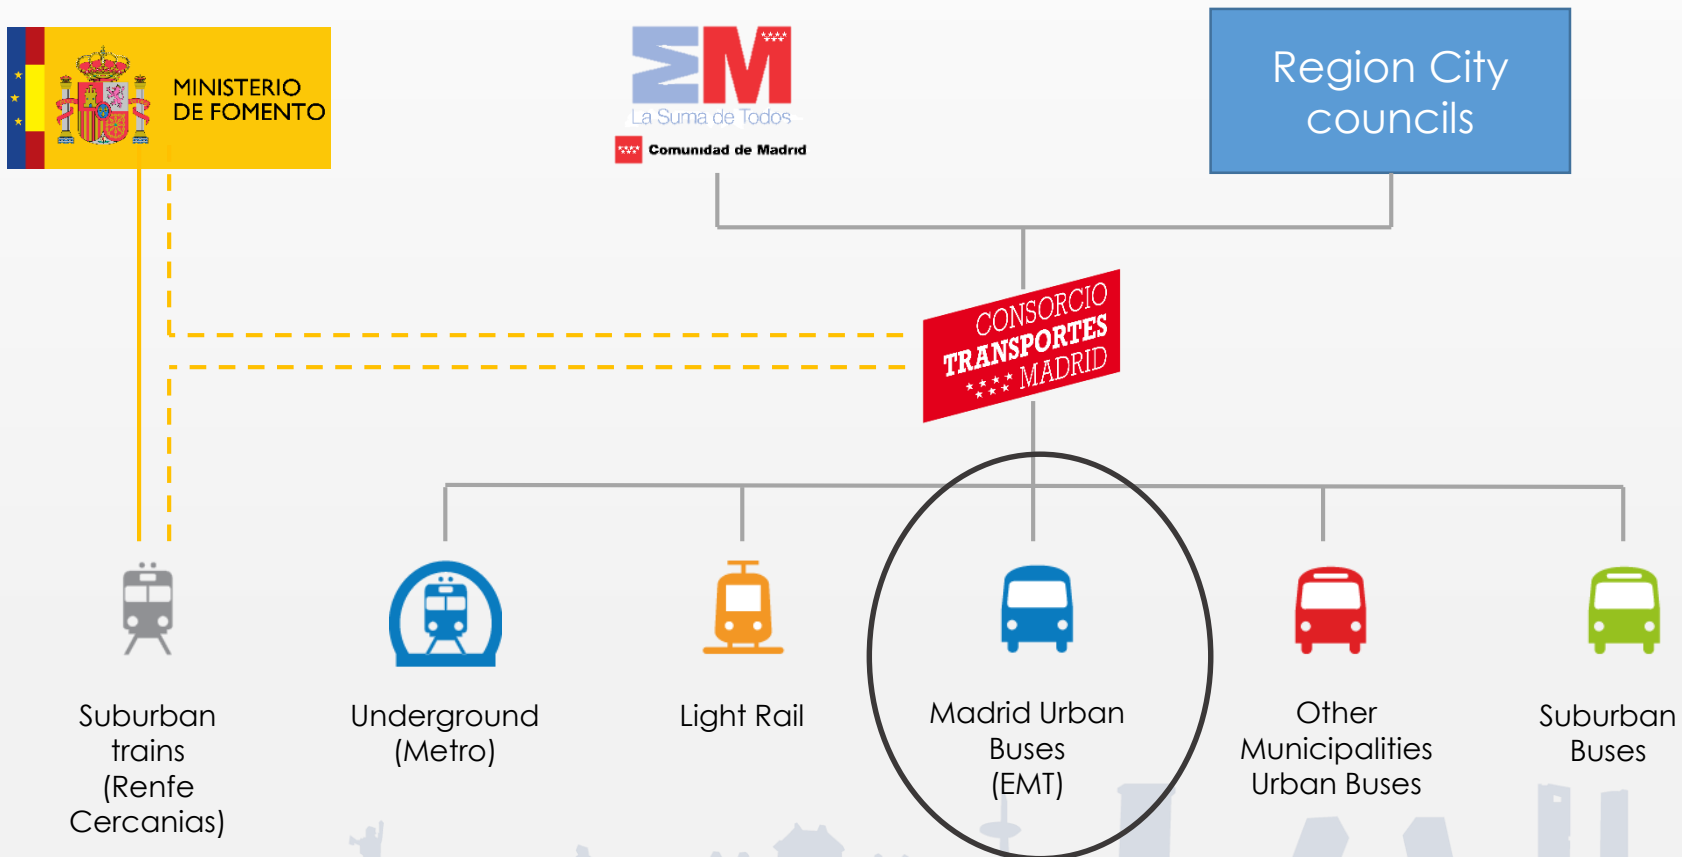 MINISTERIO
DE FOMENTO
La Suma de Todos
Comunidad de Madrid
Region City
councils
CONSORCIO
TRANSPORTES
MADRID
Suburban
trains
(Renfe
Cercanias)
Underground
(Metro)
Light Rail
Madrid Urban
Buses
(EMT)
Other
Municipalities
Urban Buses
Suburban
Buses